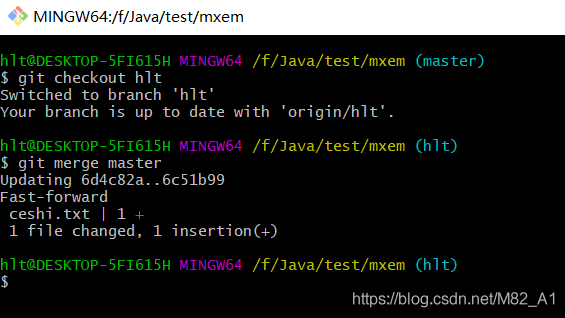 MINGW64:/f/Java/test/mxem
hlt@DESKTOP-5FI615H MINGW64 /f/Java/test/mxem (master)
$ git checkout hlt
Switched to branch 'hlt'
Your branch is up to date with 'origin/hlt'.
hlt@DESKTOP-5FI615H MINGW64 /f/Java/test/mxem (hlt)
$ git merge master
Updating 6d4c82a..6c51b99
Fast-forward
ceshi.txt | 1 +
1 file changed, 1 insertion(+)
hlt@DESKTOP-5FI615H MINGW64 /f/Java/test/mxem (hlt)
$
https://blog.csdn.net/M82_A1